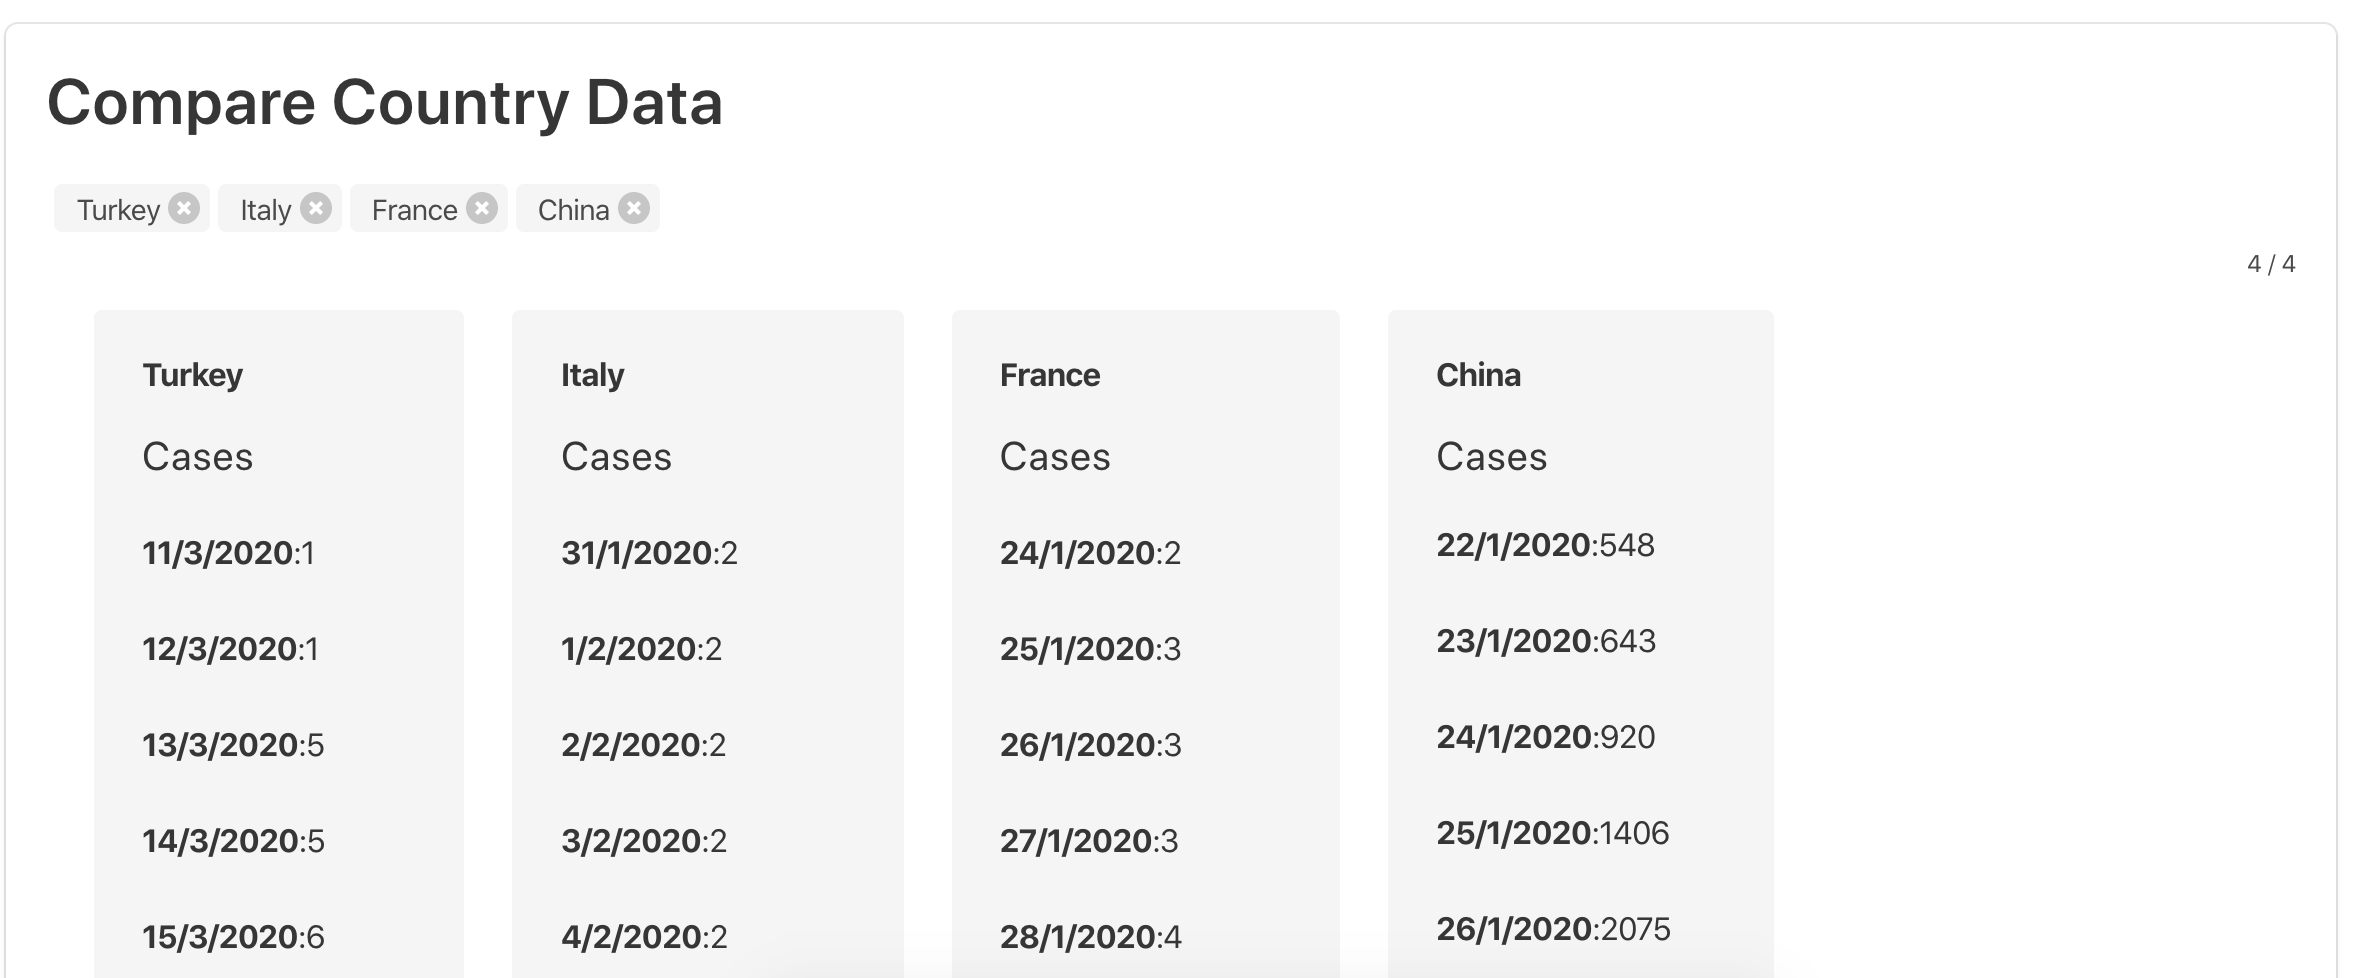 Compare Country Data
Turkey Italy France China
4 / 4
Turkey
Cases
11/3/2020:1
12/3/2020:1
13/3/2020:5
14/3/2020:5
15/3/2020:6
Italy
Cases
31/1/2020:2
1/2/2020:2
2/2/2020:2
3/2/2020:2
4/2/2020:2
France
Cases
24/1/2020:2
25/1/2020:3
26/1/2020:3
27/1/2020:3
28/1/2020:4
China
Cases
22/1/2020:548
23/1/2020:643
24/1/2020:920
25/1/2020:1406
26/1/2020:2075